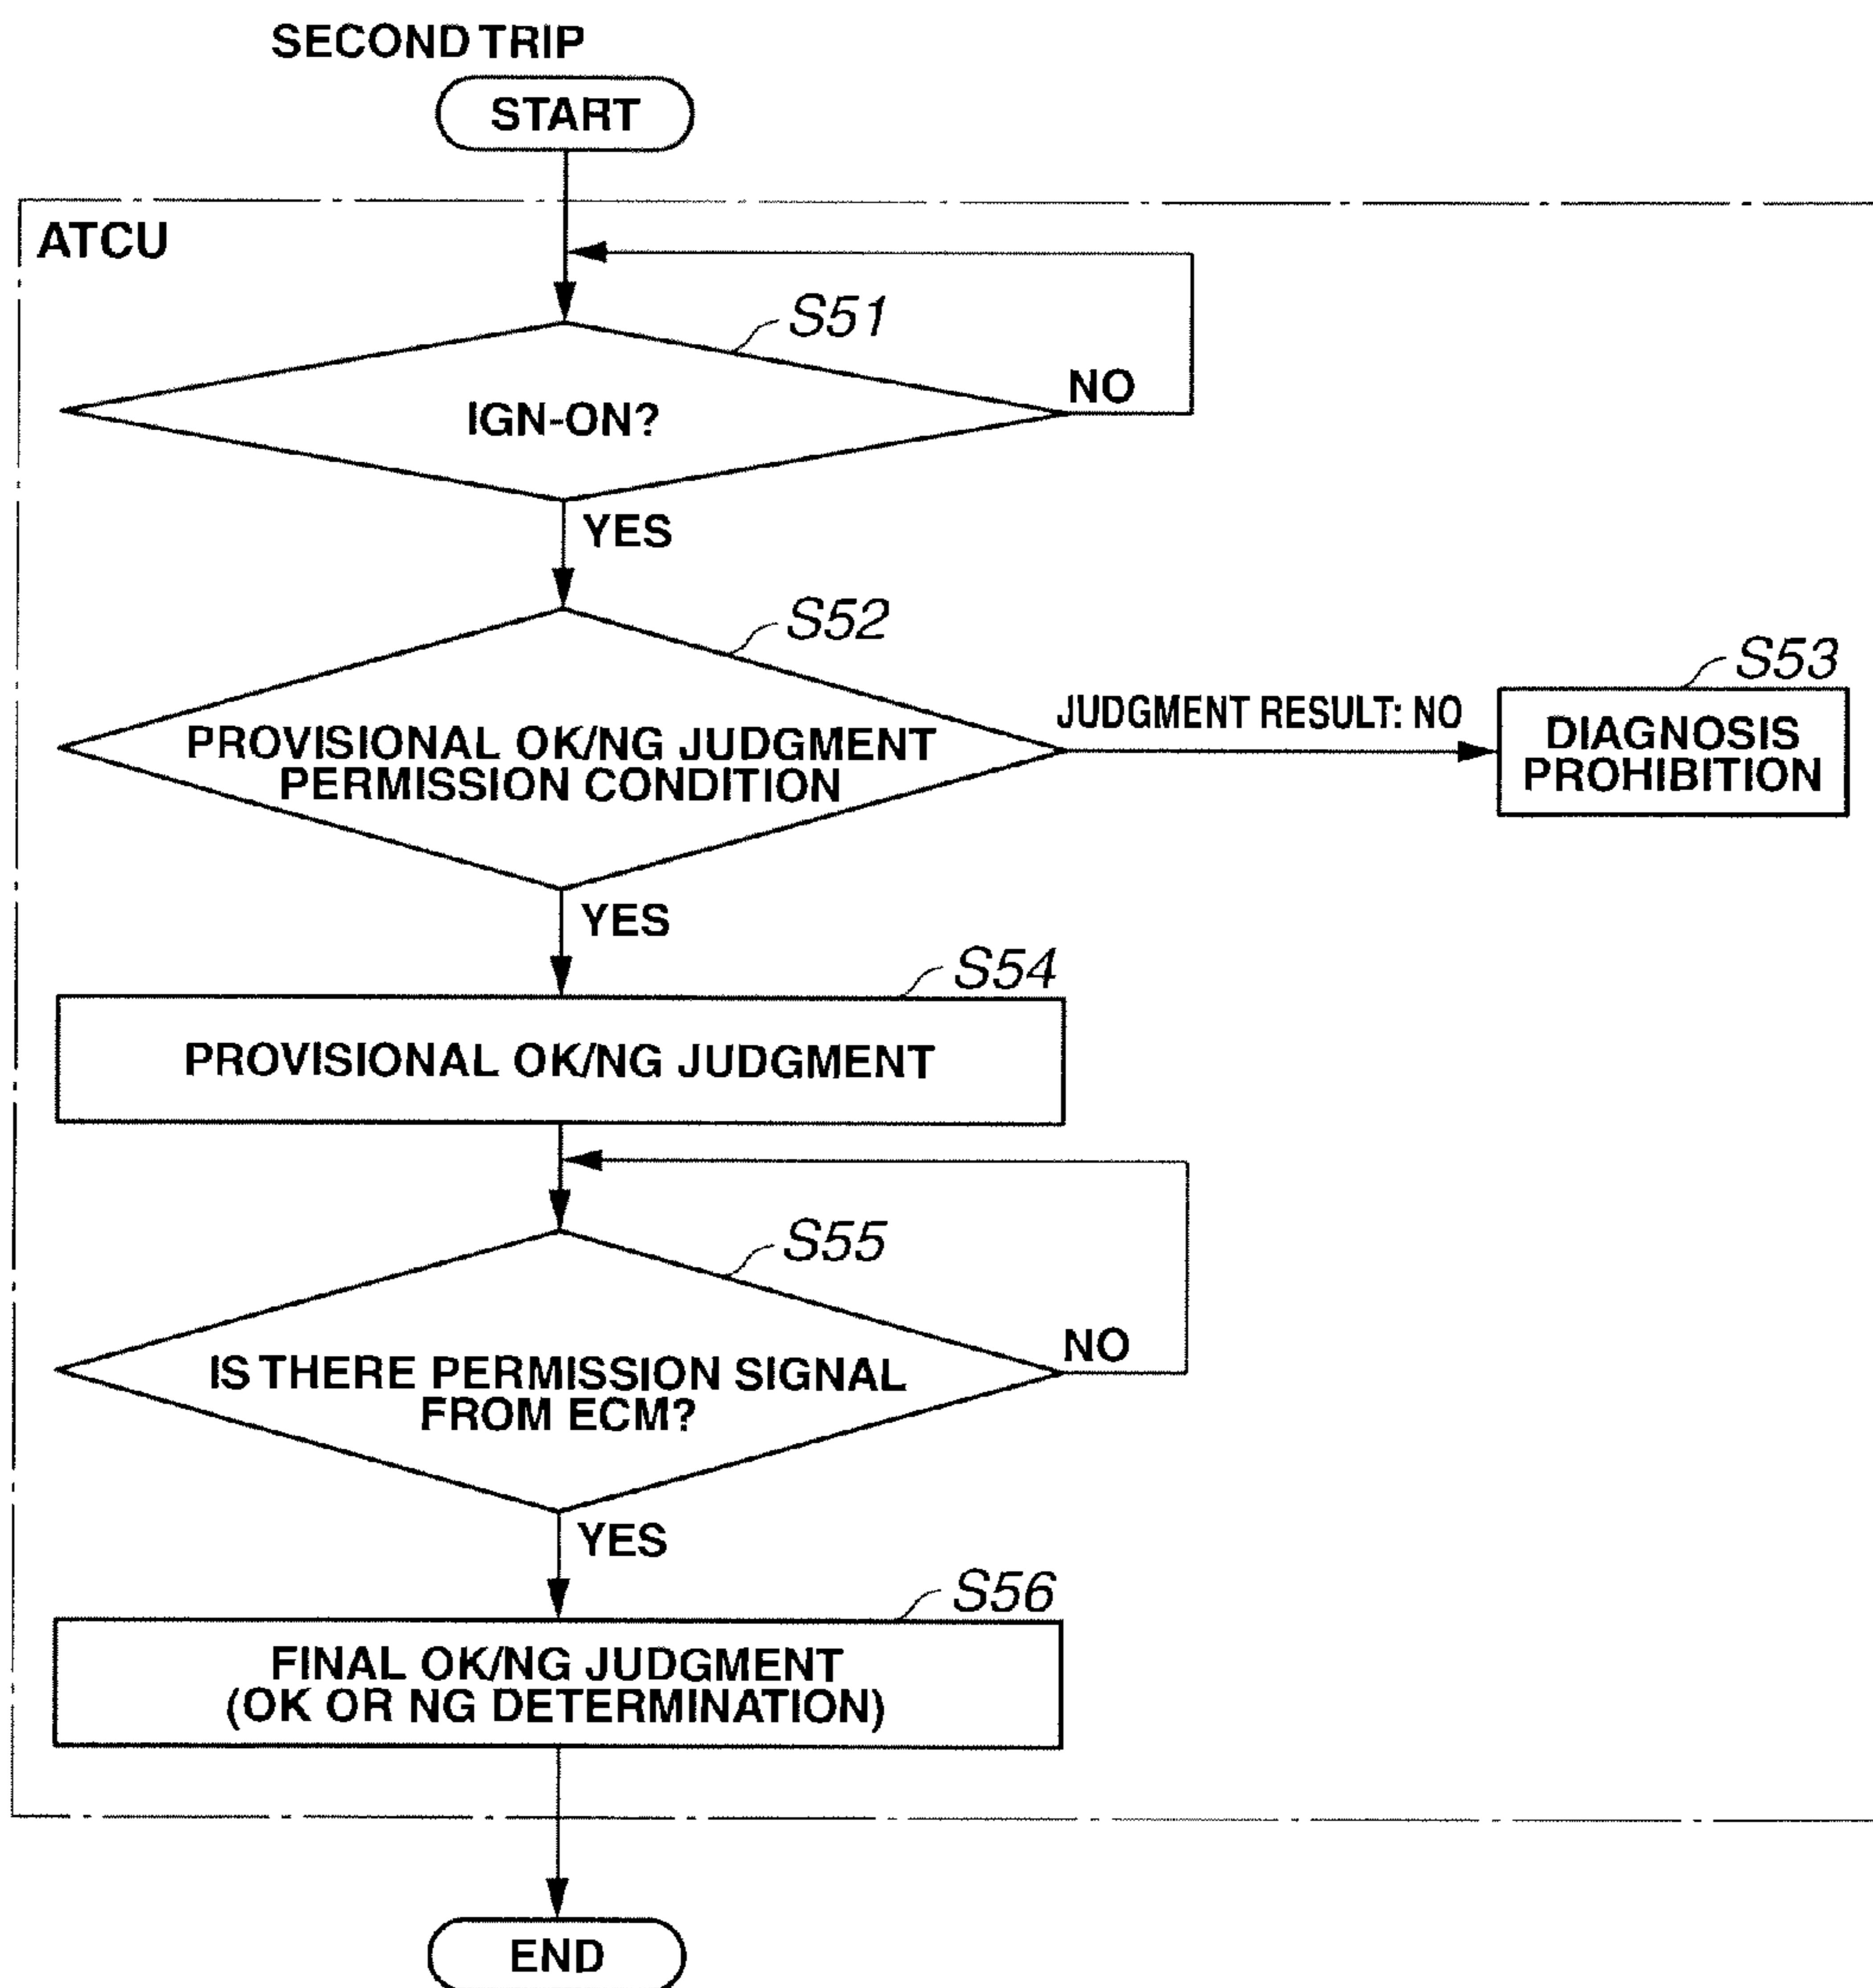 SECOND TRIP
START
ATCU
S51
IGN-ON?
NO
YES
S52
PROVISIONAL OK/NG JUDGMENT
PERMISSION CONDITION
JUDGMENT RESULT: NO
S53
DIAGNOSIS
PROHIBITION
YES
S54
PROVISIONAL OK/NG JUDGMENT
S55
IS THERE PERMISSION SIGNAL
FROM ECM?
NO
YES
S56
FINAL OK/NG JUDGMENT
(OK OR NG DETERMINATION)
END